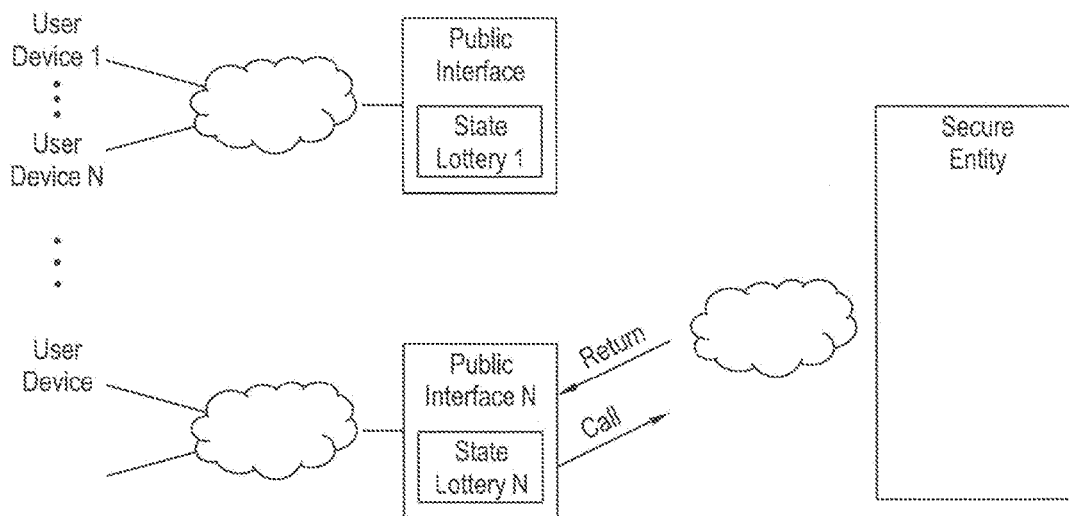 User
Device 1
User
Device N
Public
Interface
State
Lottery 1
Secure
Entity
User
Device
Public
Interface N
State
Lottery N
Return
Call